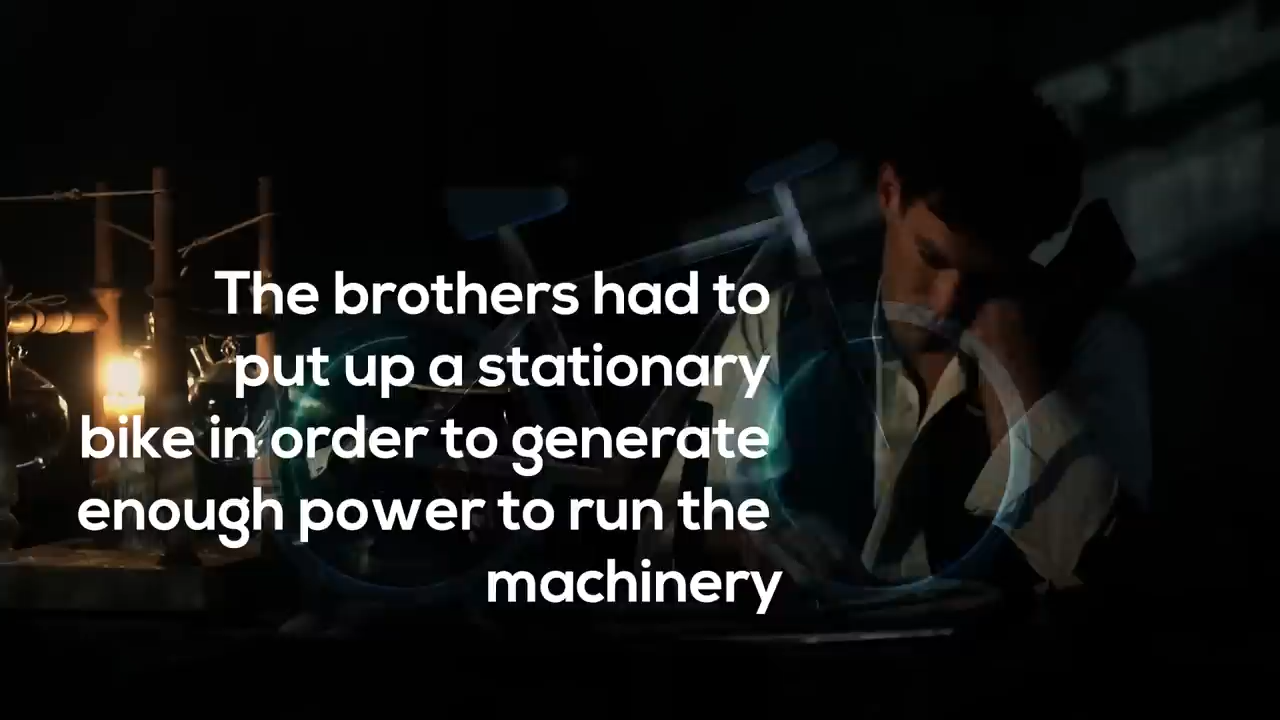 The brothers had to
put up a stationary
bike in order to generate
enough power to run the
machinery